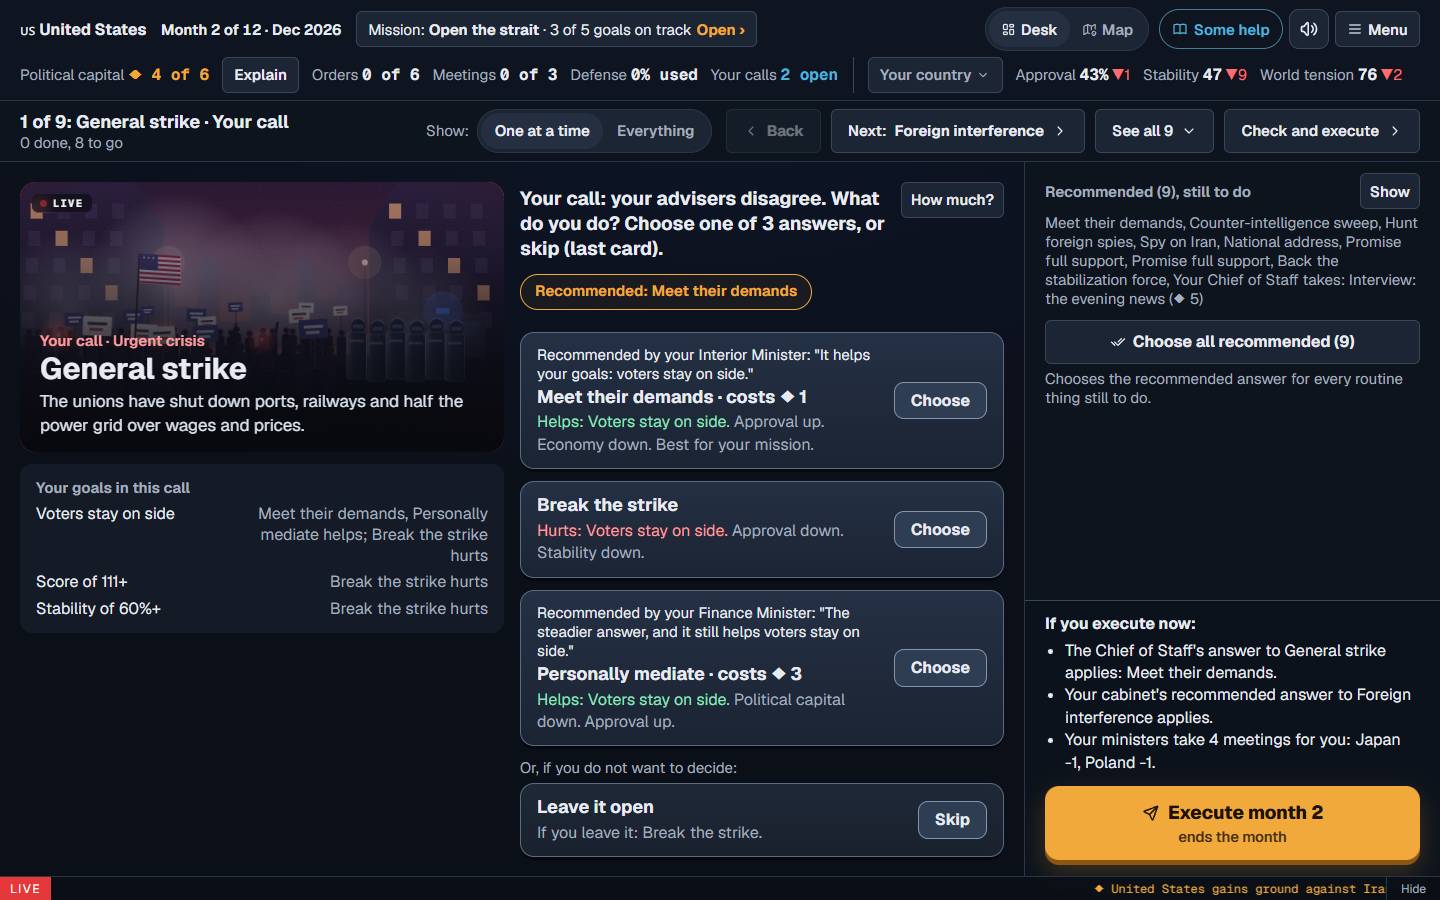 US United States Month 2 of 12 · Dec 2026 Mission: Open the strait · 3 of 5 goals on track Open › Desk Map Some help Menu
Political capital ◆ 4 of 6 Explain Orders 0 of 6 Meetings 0 of 3 Defense 0% used Your calls 2 open Your country Approval 43% ▼1 Stability 47 ▼9 World tension 76 ▼2
1 of 9: General strike · Your call
0 done, 8 to go
Show: One at a time Everything Back Next: Foreign interference See all 9 Check and execute
LIVE
Your call · Urgent crisis
General strike
The unions have shut down ports, railways and half the
power grid over wages and prices.
Your goals in this call
Voters stay on side Meet their demands, Personally
mediate helps; Break the strike
hurts
Score of 111+ Break the strike hurts
Stability of 60%+ Break the strike hurts
Your call: your advisers disagree. What
do you do? Choose one of 3 answers, or
skip (last card).
How much?
Recommended: Meet their demands
Recommended by your Interior Minister: "It helps
your goals: voters stay on side."
Meet their demands · costs ◆ 1
Helps: Voters stay on side. Approval up.
Economy down. Best for your mission.
Choose
Break the strike
Hurts: Voters stay on side. Approval down.
Stability down.
Choose
Recommended by your Finance Minister: "The
steadier answer, and it still helps voters stay on
side."
Personally mediate · costs ◆ 3
Helps: Voters stay on side. Political capital
down. Approval up.
Choose
Or, if you do not want to decide:
Leave it open
If you leave it: Break the strike.
Skip
Recommended (9), still to do Show
Meet their demands, Counter-intelligence sweep, Hunt
foreign spies, Spy on Iran, National address, Promise
full support, Promise full support, Back the
stabilization force, Your Chief of Staff takes: Interview:
the evening news (◆ 5)
Choose all recommended (9)
Chooses the recommended answer for every routine
thing still to do.
If you execute now:
• The Chief of Staff's answer to General strike
applies: Meet their demands.
• Your cabinet's recommended answer to Foreign
interference applies.
• Your ministers take 4 meetings for you: Japan
-1, Poland -1.
Execute month 2
ends the month
LIVE ◆ United States gains ground against Ira Hide